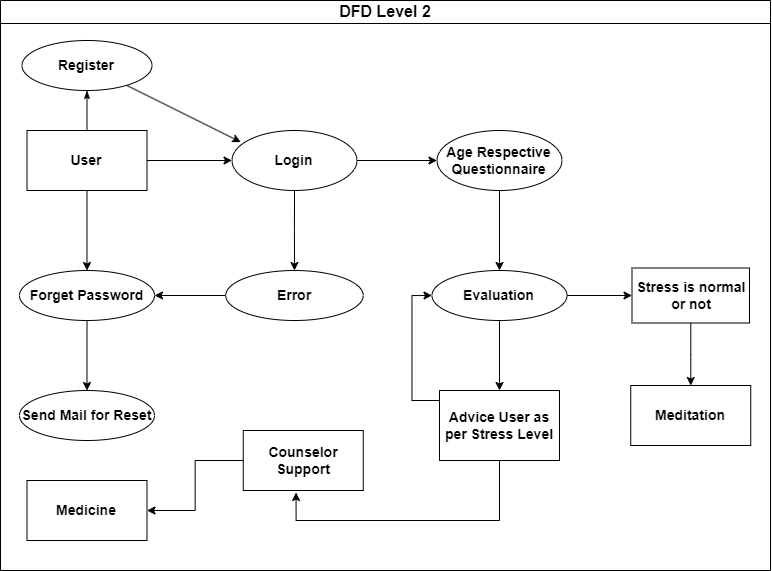 DFD Level 2
Register
User
Login
Age Respective
Questionnaire
Forget Password
Error
Evaluation
Stress is normal
or not
Send Mail for Reset
Advice User as
per Stress Level
Meditation
Counselor
Support
Medicine